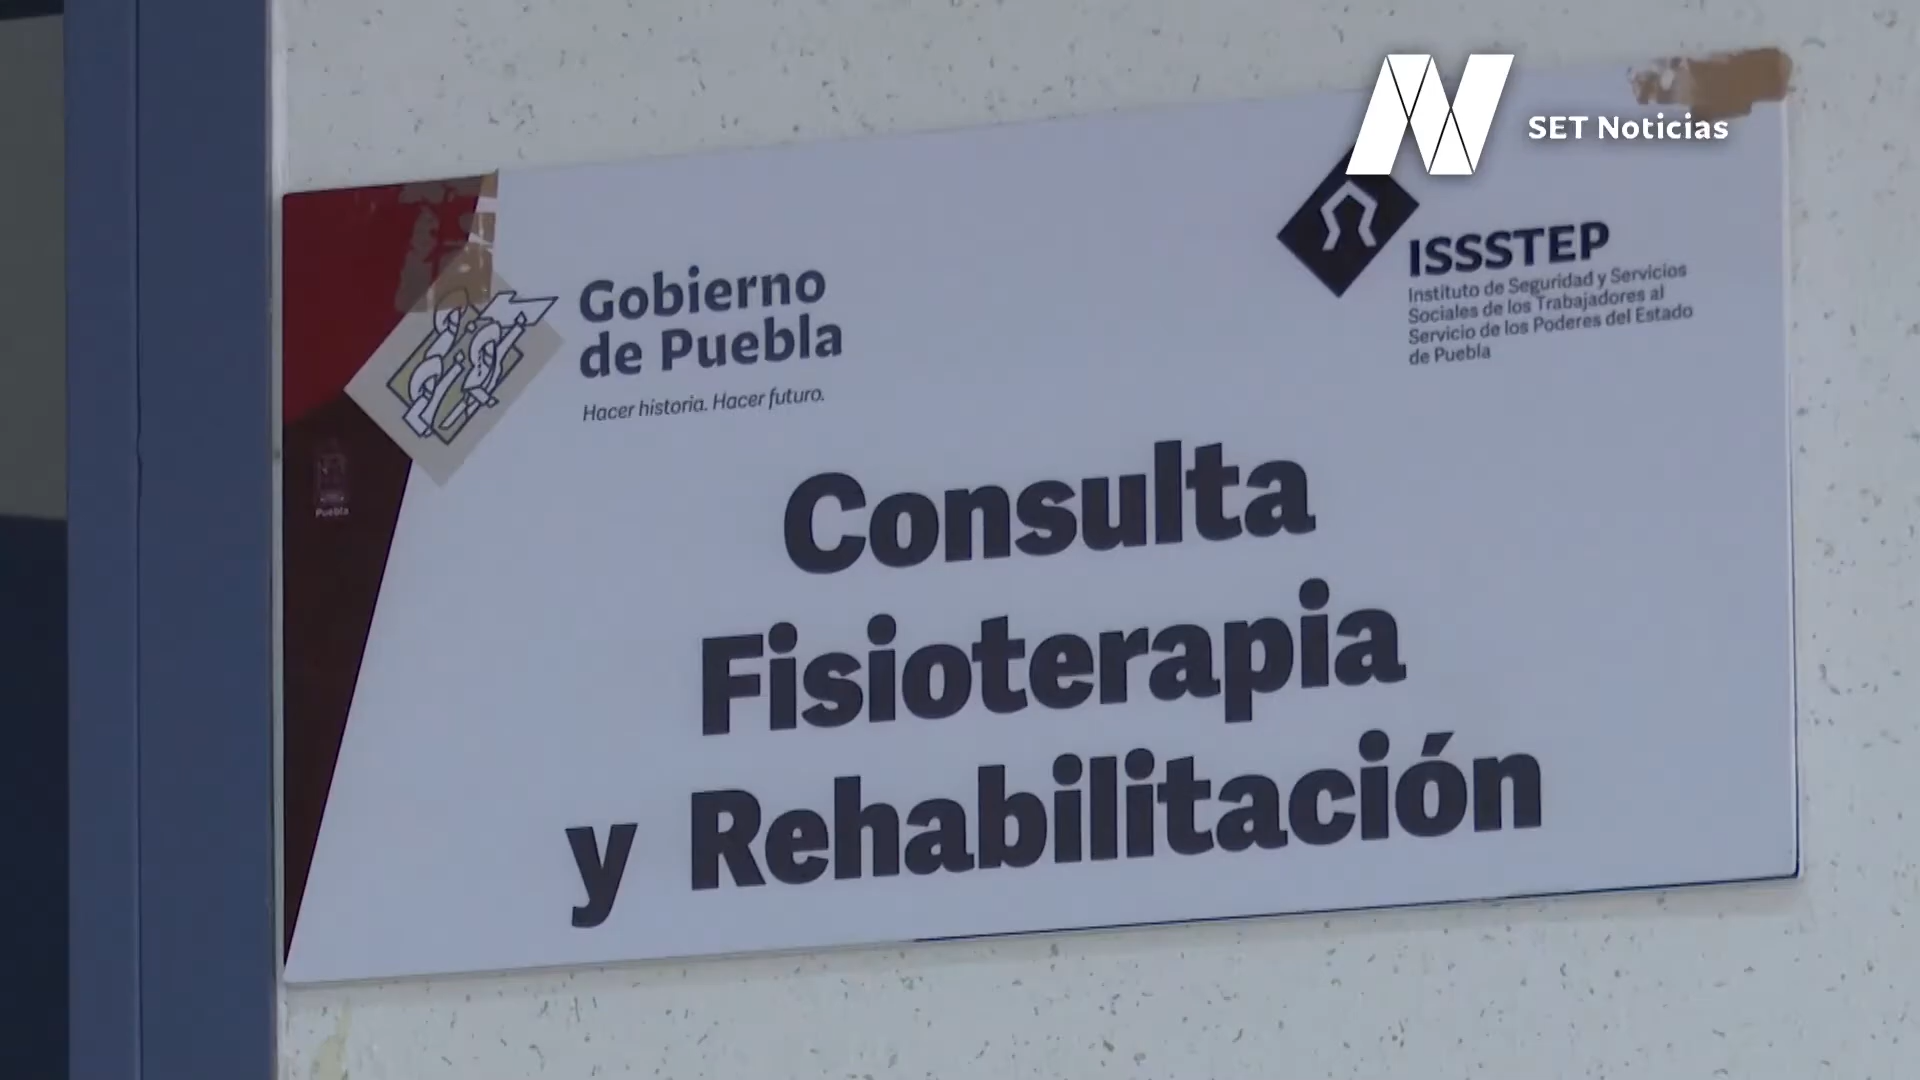 SET Noticias
Gobierno
de Puebla
Hacer historia. Hacer futuro.
ISSSTEP
Instituto de Seguridad y Servicios
Sociales de los Trabajadores al
Servicio de los Poderes del Estado
de Puebla
Puebla
Consulta
Fisioterapia
y Rehabilitación